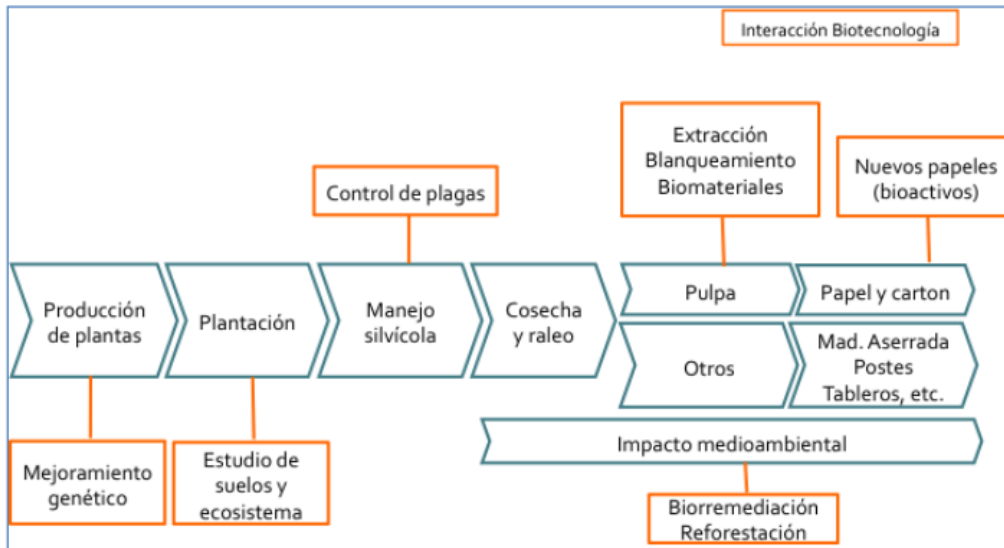 Interacción Biotecnología
Extracción
Blanqueamiento
Biomateriales
Nuevos papeles
(bioactivos)
Control de plagas
Producción
de plantas
Plantación
Manejo
silvícola
Cosecha
y raleo
Pulpa
Papel y carton
Otros
Mad. Aserrada
Postes
Tableros, etc.
Impacto medioambiental
Mejoramiento
genético
Estudio de
suelos y
ecosistema
Biorremediación
Reforestación